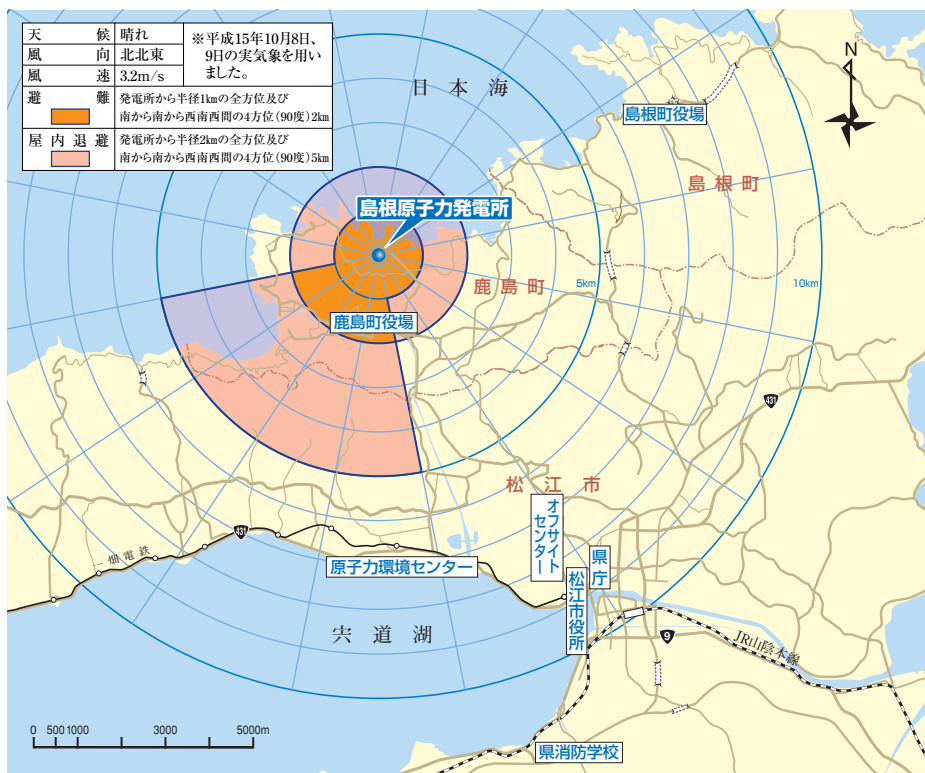 天候 晴れ
風向 北北東
風速 3.2m/s
※平成15年10月8日、
9日の実気象を用い
ました。
避難 発電所から半径1kmの全方位及び
南から南から西南西間の4方位(90度)2km
屋内退避 発電所から半径2kmの全方位及び
南から南から西南西間の4方位(90度)5km
日本海
N
島根町役場
島根町
島根原子力発電所
鹿島町
5km
10km
鹿島町役場
431
松江市
オフサイト
センター
431
一畑電鉄
原子力環境センター
県庁
松江市役所
宍道湖
9
JR山陰本線
0 500 1000 3000 5000m
県消防学校